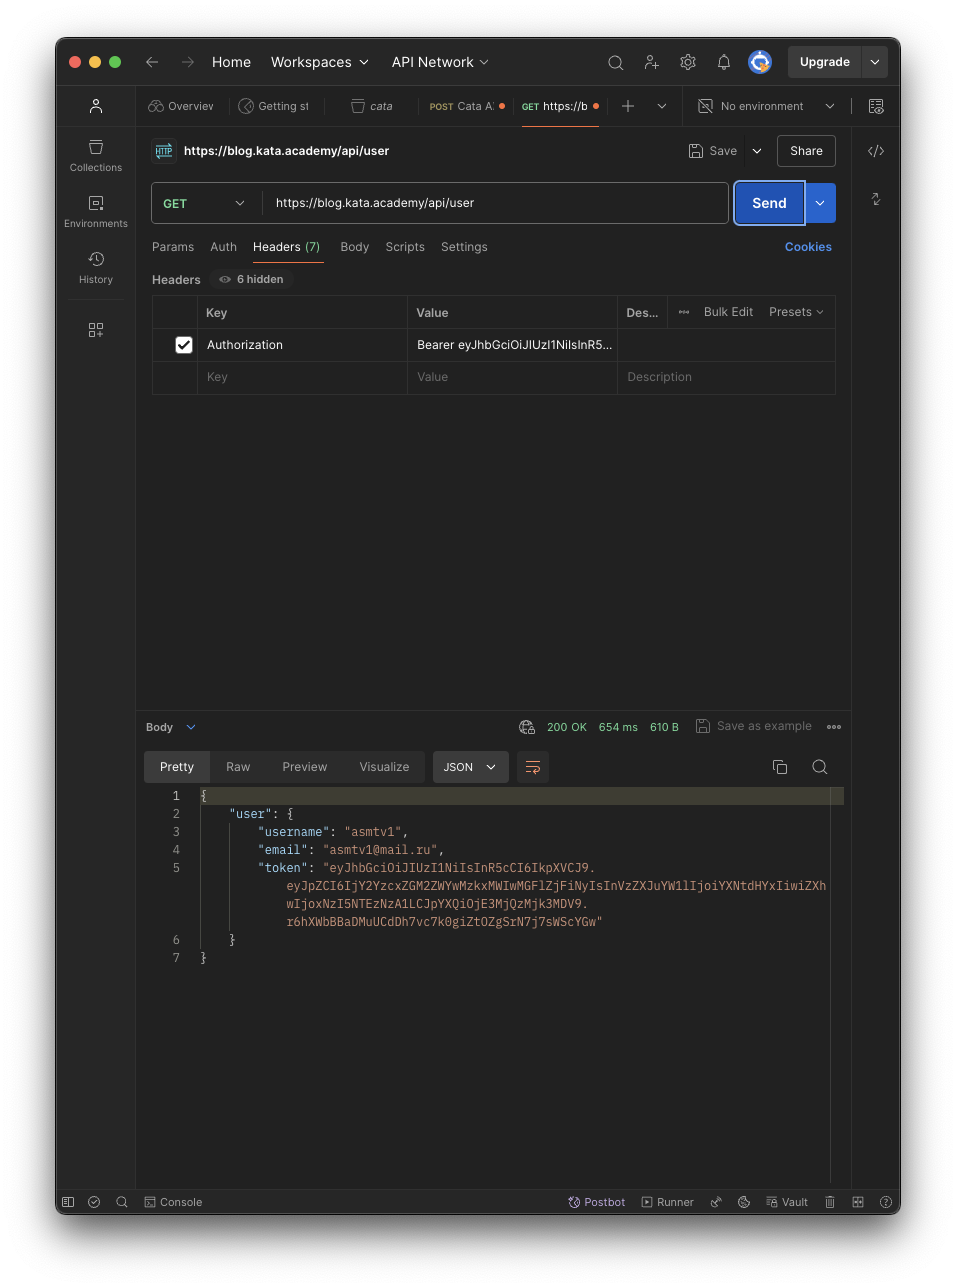 Home Workspaces API Network Upgrade
Overview Getting st cata POST Cata A GET https://b No environment
HTTP https://blog.kata.academy/api/user Save Share
Collections
Environments
History
GET https://blog.kata.academy/api/user Send
Params Auth Headers (7) Body Scripts Settings Cookies
Headers 6 hidden
Key Value Des... Bulk Edit Presets
Authorization Bearer eyJhbGciOiJIUzI1NiIsInR5...
Key Value Description
Body 200 OK 654 ms 610 B Save as example
Pretty Raw Preview Visualize JSON
1 {
2 "user": {
3 "username": "asmtv1",
4 "email": "asmtv1@mail.ru",
5 "token": "eyJhbGciOiJIUzI1NiIsInR5cCI6IkpXVCJ9.
eyJpZCI6IjY2YzcxZGM2ZWYwMzkxMWIwMGFlZjFiNyIsInVzZXJuYW1lIjoiYXNtdHYxIiwiZXh
wIjoxNzI5NTEzNzA1LCJpYXQiOjE3MjQzMjk3MDV9.
r6hXWbBBaDMuUCdDh7vc7k0giZtOZgSrN7j7sWScYGw"
6 }
7 }
Console Postbot Runner Vault